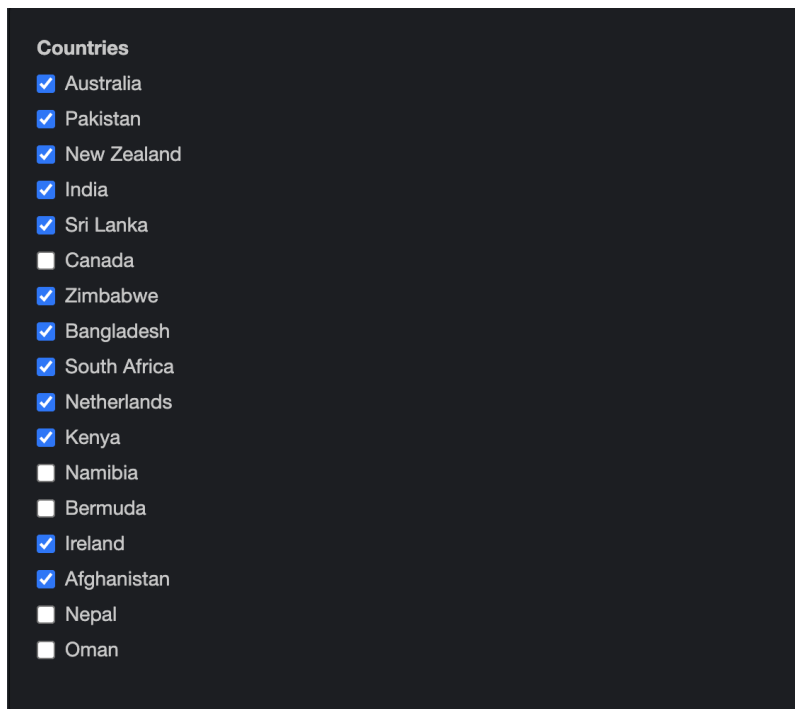 Countries
Australia
Pakistan
New Zealand
India
Sri Lanka
Canada
Zimbabwe
Bangladesh
South Africa
Netherlands
Kenya
Namibia
Bermuda
Ireland
Afghanistan
Nepal
Oman